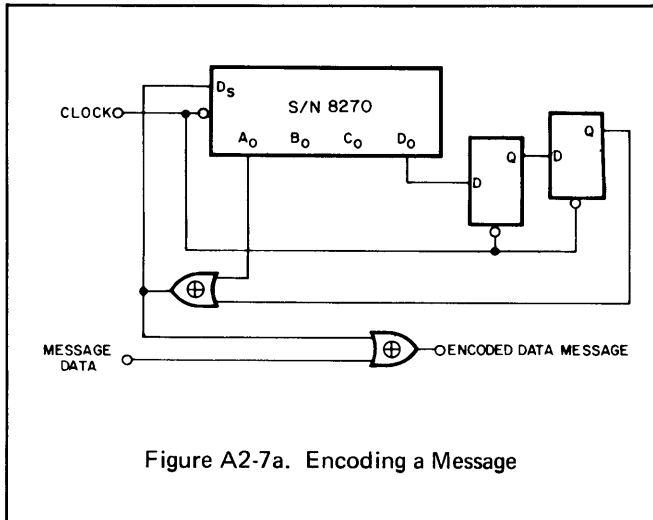 D_S
S/N 8270
CLOCK
A_O B_O C_O D_O
Q
D
Q
D
⊕
MESSAGE
DATA
⊕
ENCODED DATA MESSAGE
Figure A2-7a. Encoding a Message